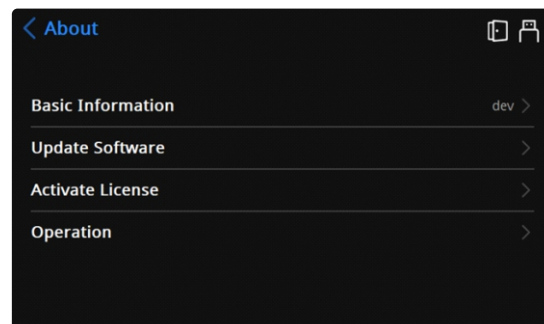 About
Basic Information dev
Update Software
Activate License
Operation